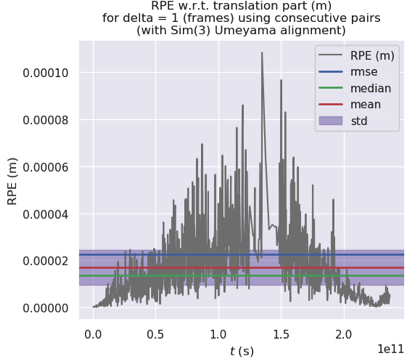 RPE w.r.t. translation part (m)
for delta = 1 (frames) using consecutive pairs
(with Sim(3) Umeyama alignment)
RPE (m)
rmse
median
mean
std
0.00010
0.00008
0.00006
0.00004
0.00002
0.00000
RPE (m)
0.0 0.5 1.0 1.5 2.0
1e11
t (s)